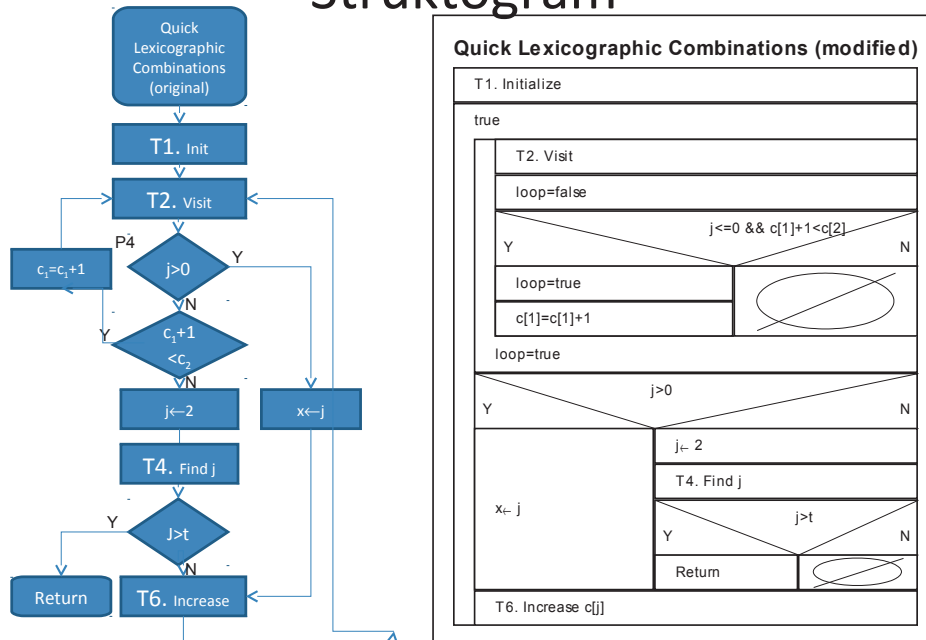 Struktogram
Quick
Lexicographic
Combinations
(original)
T1. Init
T2. Visit
P4
c₁=c₁+1
j>0
Y
N
Y
c₁+1
<c₂
N
j←2
x←j
T4. Find j
Y
J>t
N
Return
T6. Increase
Quick Lexicographic Combinations (modified)
T1. Initialize
true
T2. Visit
loop=false
j<=0 && c[1]+1<c[2]
Y
N
loop=true
c[1]=c[1]+1
loop=true
j>0
Y
N
j← 2
T4. Find j
x← j
j>t
Y
N
Return
T6. Increase c[j]